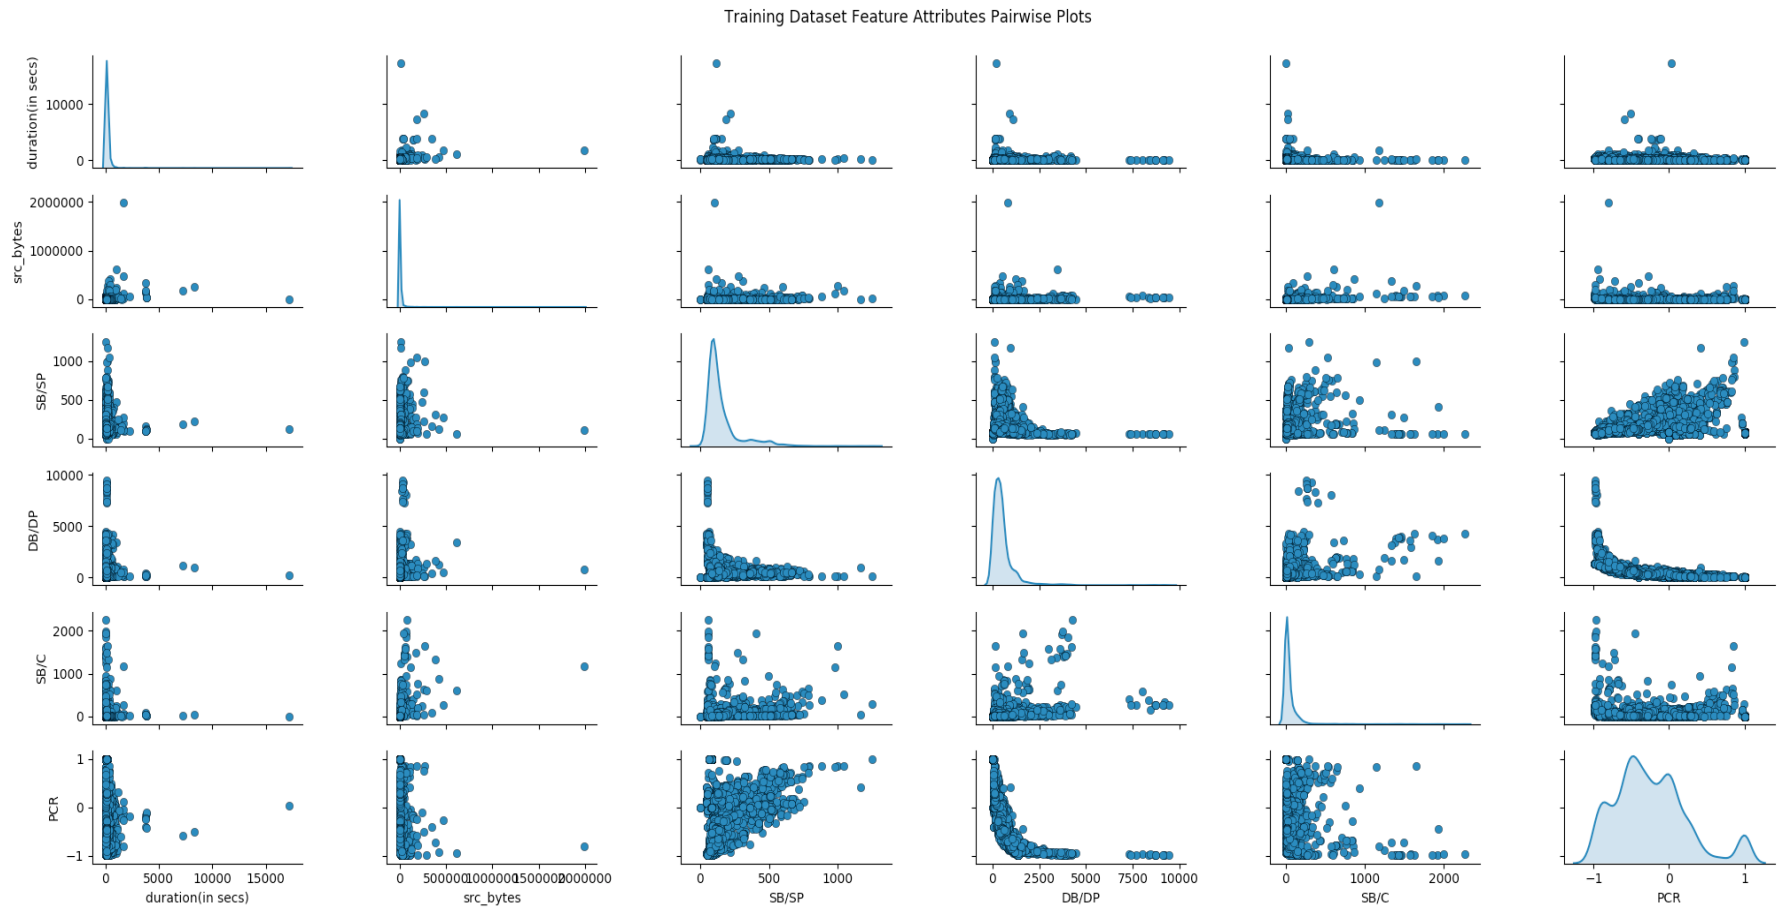 Training Dataset Feature Attributes Pairwise Plots
duration(in secs)
10000
0
src_bytes
2000000
1000000
0
SB/SP
1000
500
0
DB/DP
10000
5000
0
SB/C
2000
1000
0
PCR
1
0
−1
0 5000 10000 15000
duration(in secs)
0 500000 1000000 1500000 2000000
src_bytes
0 500 1000
SB/SP
0 2500 5000 7500 10000
DB/DP
0 1000 2000
SB/C
−1 0 1
PCR